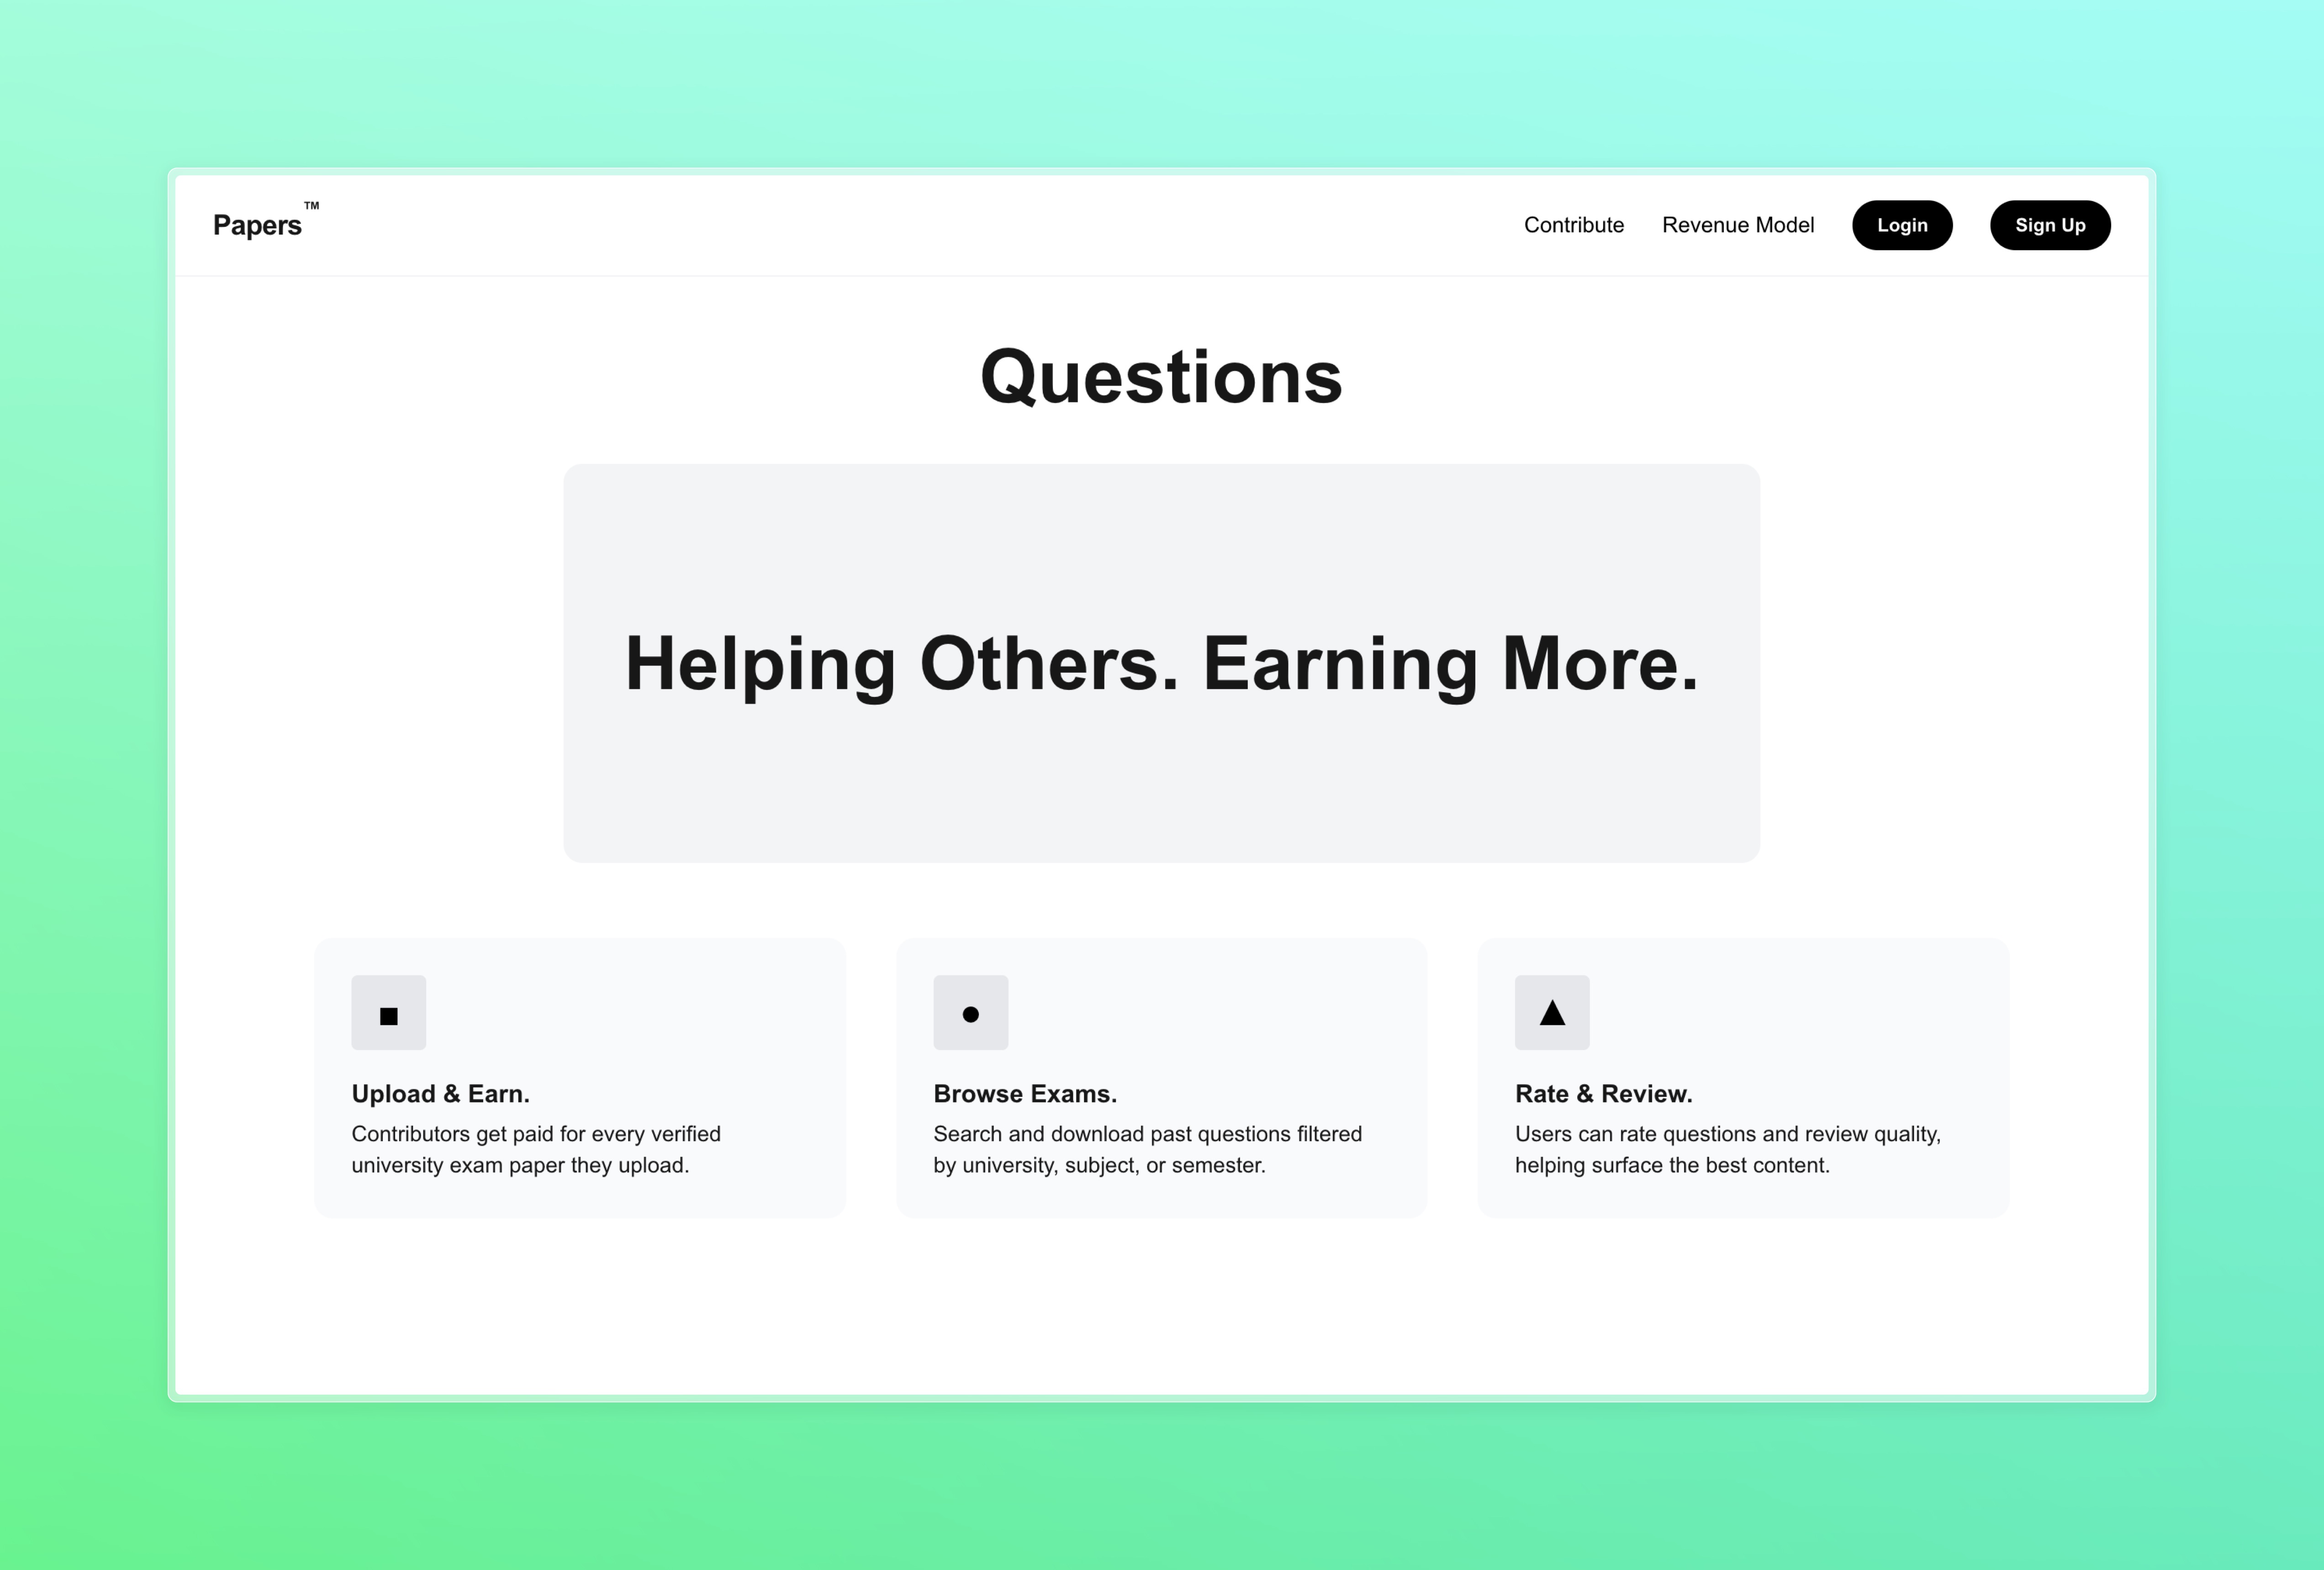 Papers™
Contribute Revenue Model Login Sign Up
Questions
Helping Others. Earning More.
Upload & Earn.
Contributors get paid for every verified
university exam paper they upload.
Browse Exams.
Search and download past questions filtered
by university, subject, or semester.
Rate & Review.
Users can rate questions and review quality,
helping surface the best content.